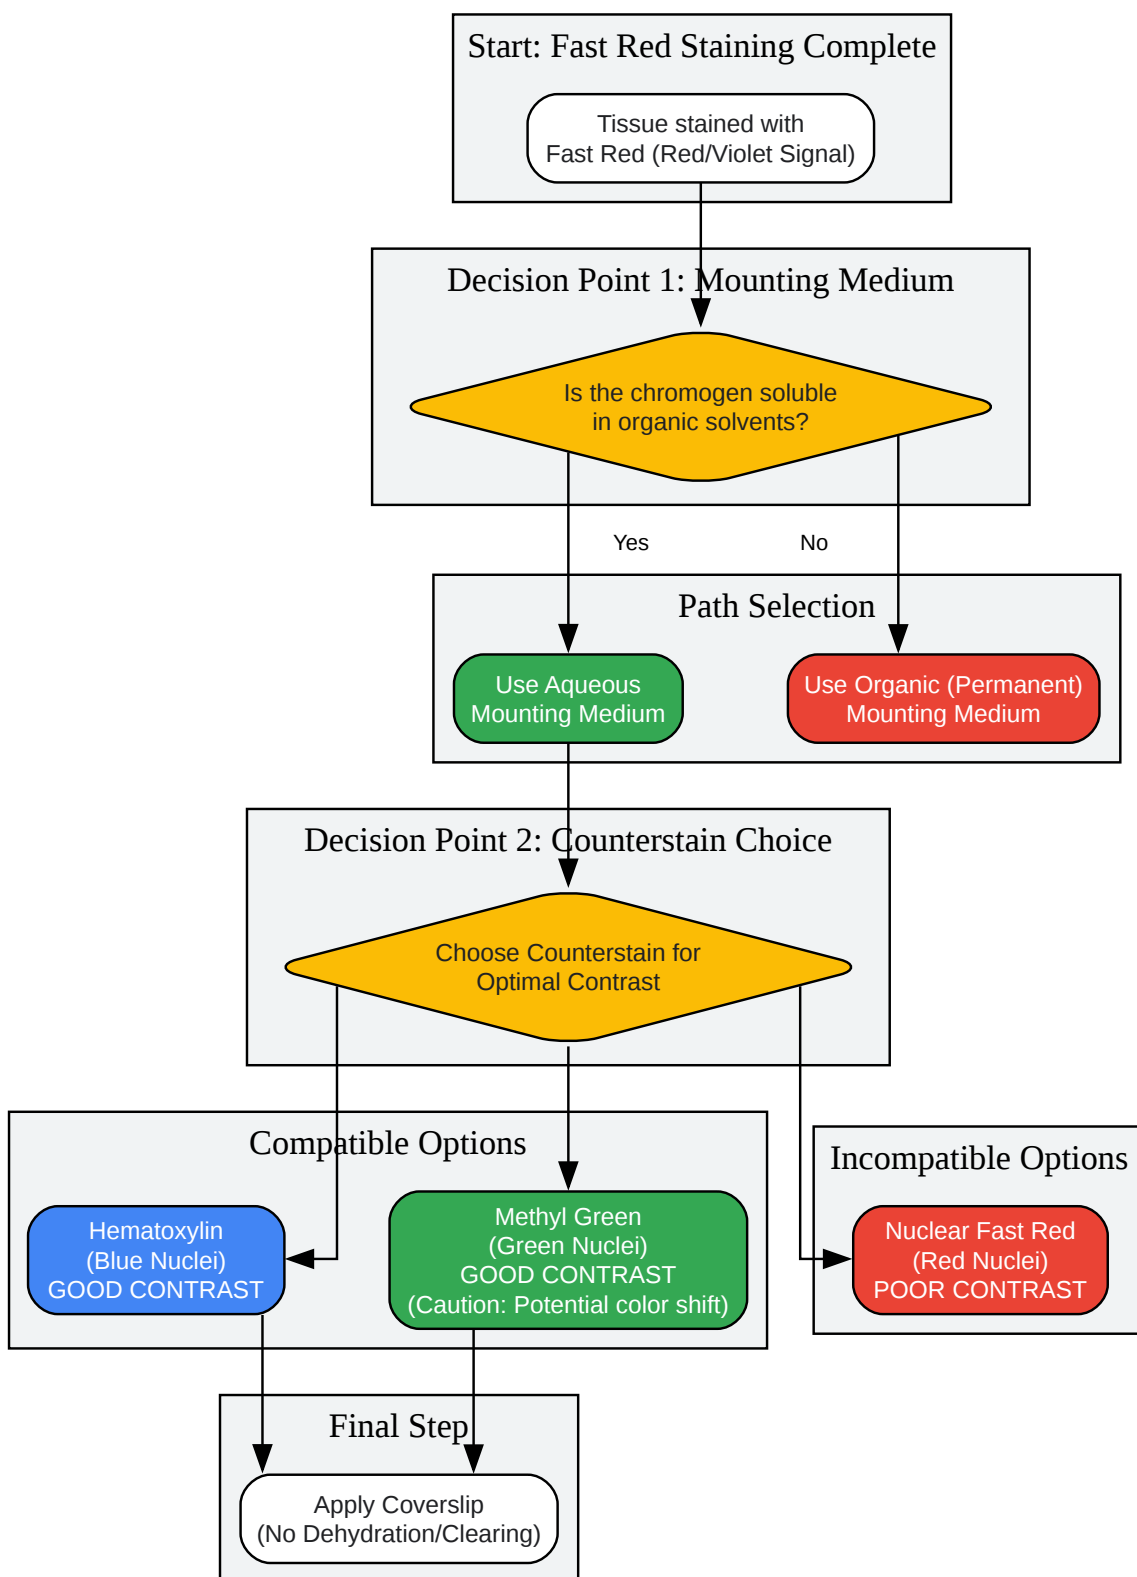 Start: Fast Red Staining Complete
Tissue stained with
Fast Red (Red/Violet Signal)
Decision Point 1: Mounting Medium
Is the chromogen soluble
in organic solvents?
Yes
No
Path Selection
Use Aqueous
Mounting Medium
Use Organic (Permanent)
Mounting Medium
Decision Point 2: Counterstain Choice
Choose Counterstain for
Optimal Contrast
Compatible Options
Hematoxylin
(Blue Nuclei)
GOOD CONTRAST
Methyl Green
(Green Nuclei)
GOOD CONTRAST
(Caution: Potential color shift)
Incompatible Options
Nuclear Fast Red
(Red Nuclei)
POOR CONTRAST
Final Step
Apply Coverslip
(No Dehydration/Clearing)